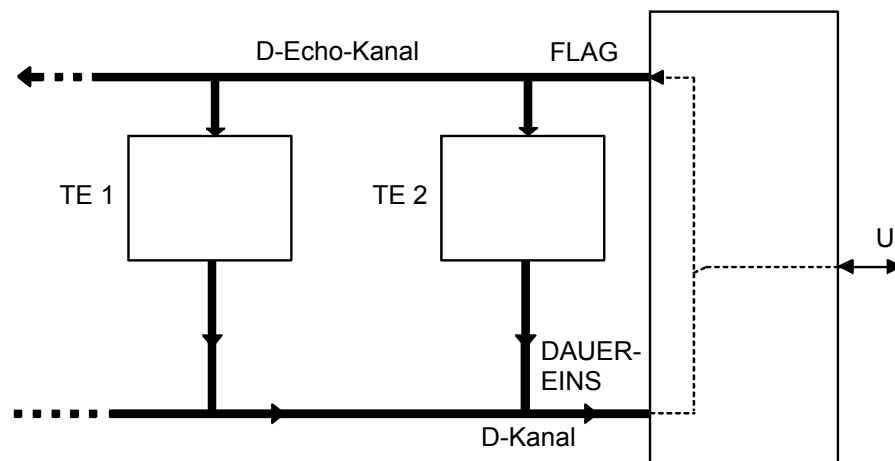 D-Echo-Kanal
FLAG
TE 1
TE 2
U
DAUER-
EINS
D-Kanal